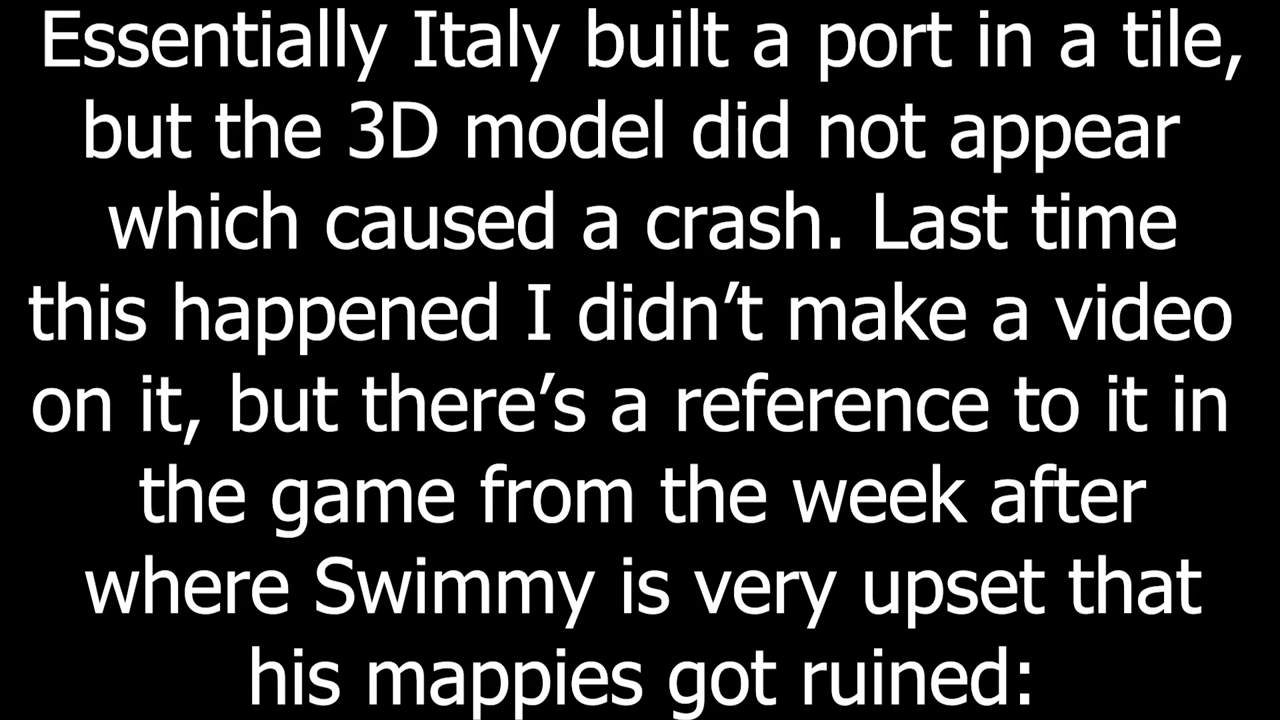 Essentially Italy built a port in a tile,
but the 3D model did not appear
which caused a crash. Last time
this happened I didn’t make a video
on it, but there’s a reference to it in
the game from the week after
where Swimmy is very upset that
his mappies got ruined: